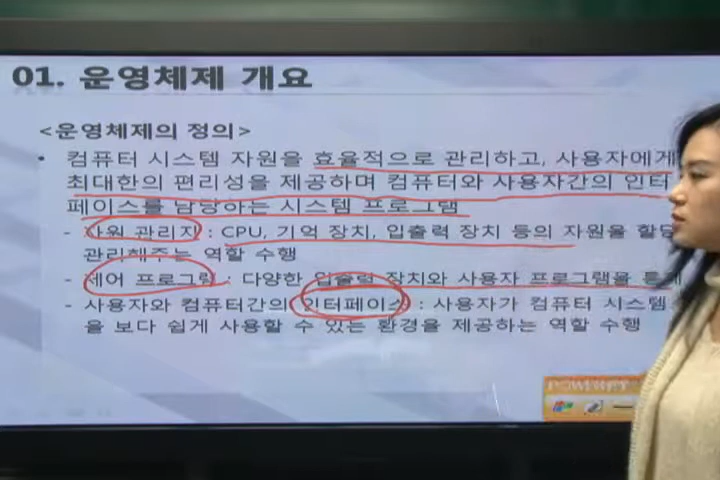 01. 운영체제 개요
<운영체제의 정의>
• 컴퓨터 시스템 자원을 효율적으로 관리하고, 사용자에게
최대한의 편리성을 제공하며 컴퓨터와 사용자간의 인터
페이스를 담당하는 시스템 프로그램
- 자원 관리자 : CPU, 기억 장치, 입출력 장치 등의 자원을 할당
관리해주는 역할 수행
- 제어 프로그램 : 다양한 입출력 장치와 사용자 프로그램을 통제
- 사용자와 컴퓨터간의 인터페이스 : 사용자가 컴퓨터 시스템
을 보다 쉽게 사용할 수 있는 환경을 제공하는 역할 수행